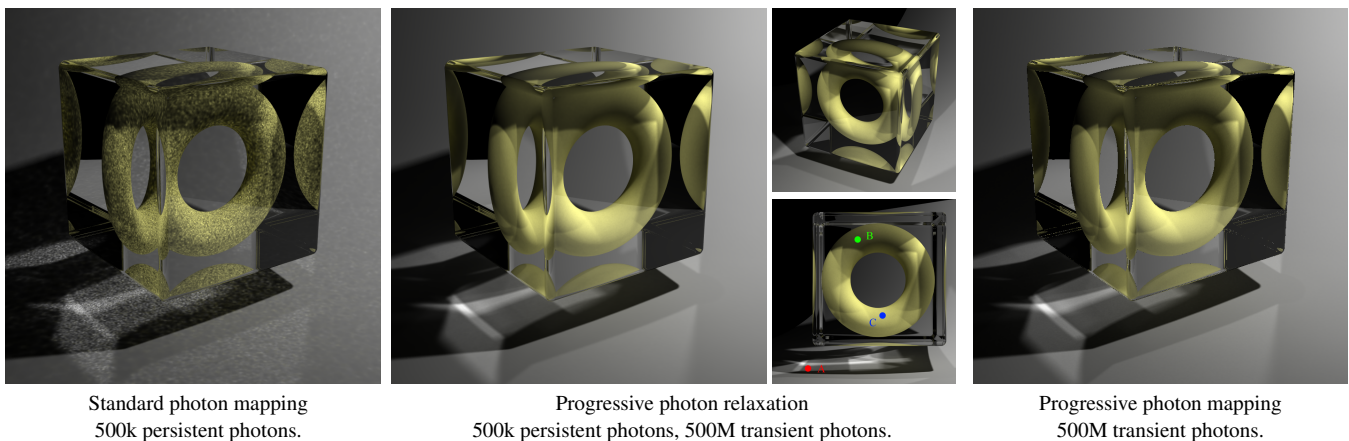 B
C
A
Standard photon mapping
500k persistent photons.
Progressive photon relaxation
500k persistent photons, 500M transient photons.
Progressive photon mapping
500M transient photons.